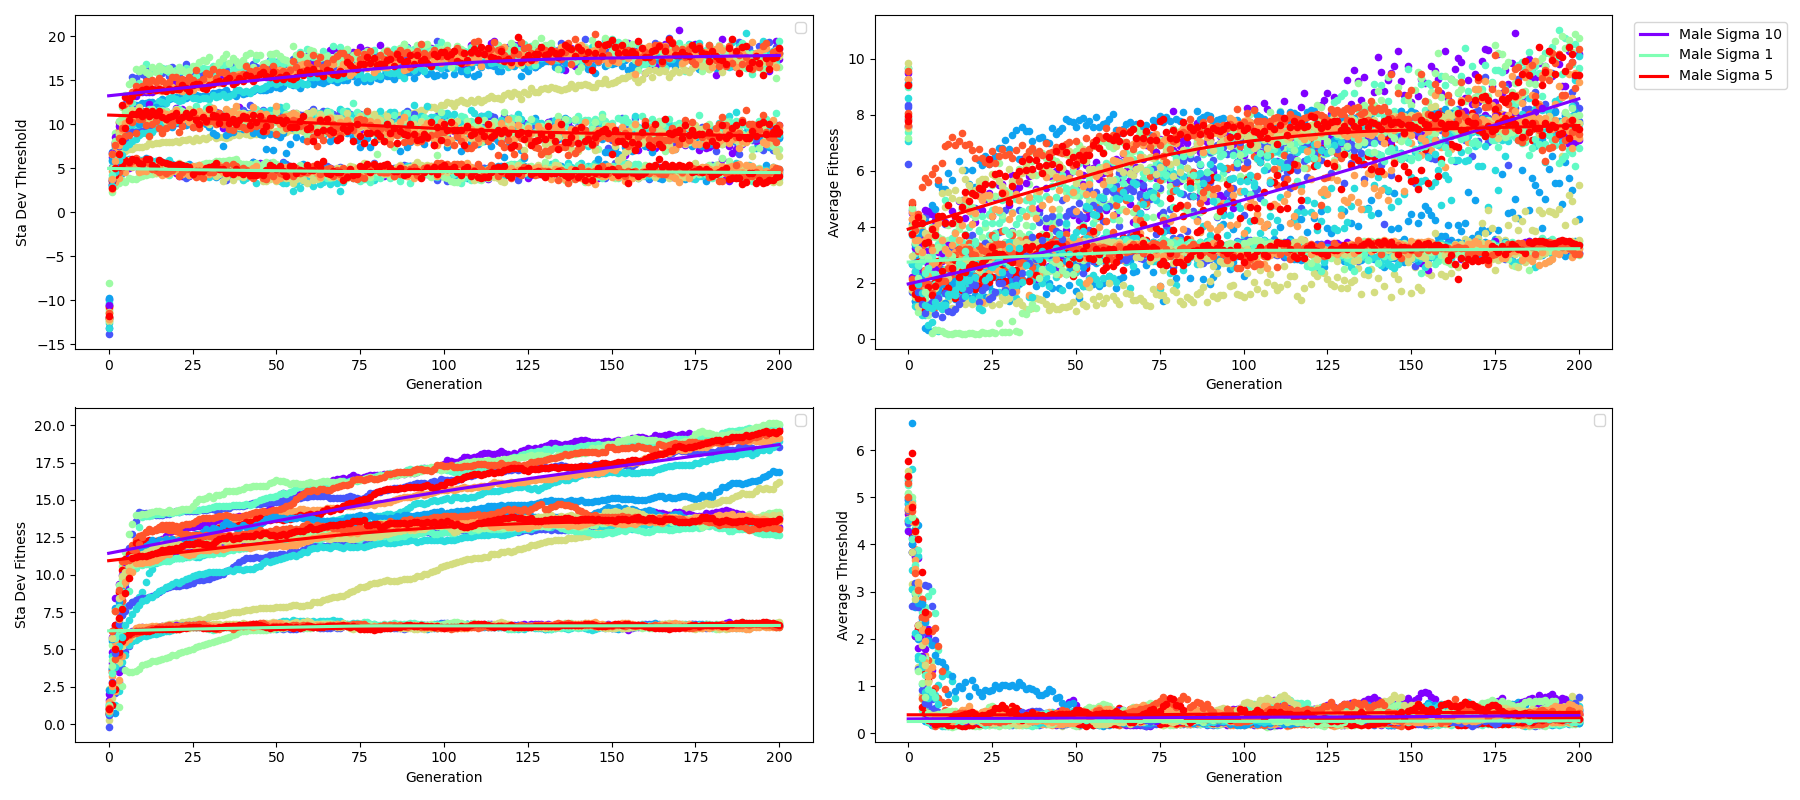 Sta Dev Threshold
20
15
10
5
0
−5
−10
−15
0 25 50 75 100 125 150 175 200
Generation
Average Fitness
10
8
6
4
2
0
0 25 50 75 100 125 150 175 200
Generation
Male Sigma 10
Male Sigma 1
Male Sigma 5
Sta Dev Fitness
20.0
17.5
15.0
12.5
10.0
7.5
5.0
2.5
0.0
0 25 50 75 100 125 150 175 200
Generation
Average Threshold
6
5
4
3
2
1
0
0 25 50 75 100 125 150 175 200
Generation